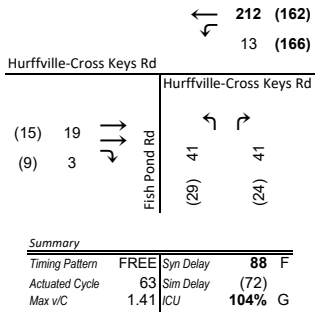 212 (162)
13 (166)
Hurffville-Cross Keys Rd
Hurffville-Cross Keys Rd
(15) 19
(9) 3
Fish Pond Rd
41 41
(29) (24)
Summary
Timing Pattern FREE Syn Delay 88 F
Actuated Cycle 63 Sim Delay (72)
Max v/C 1.41 ICU 104% G